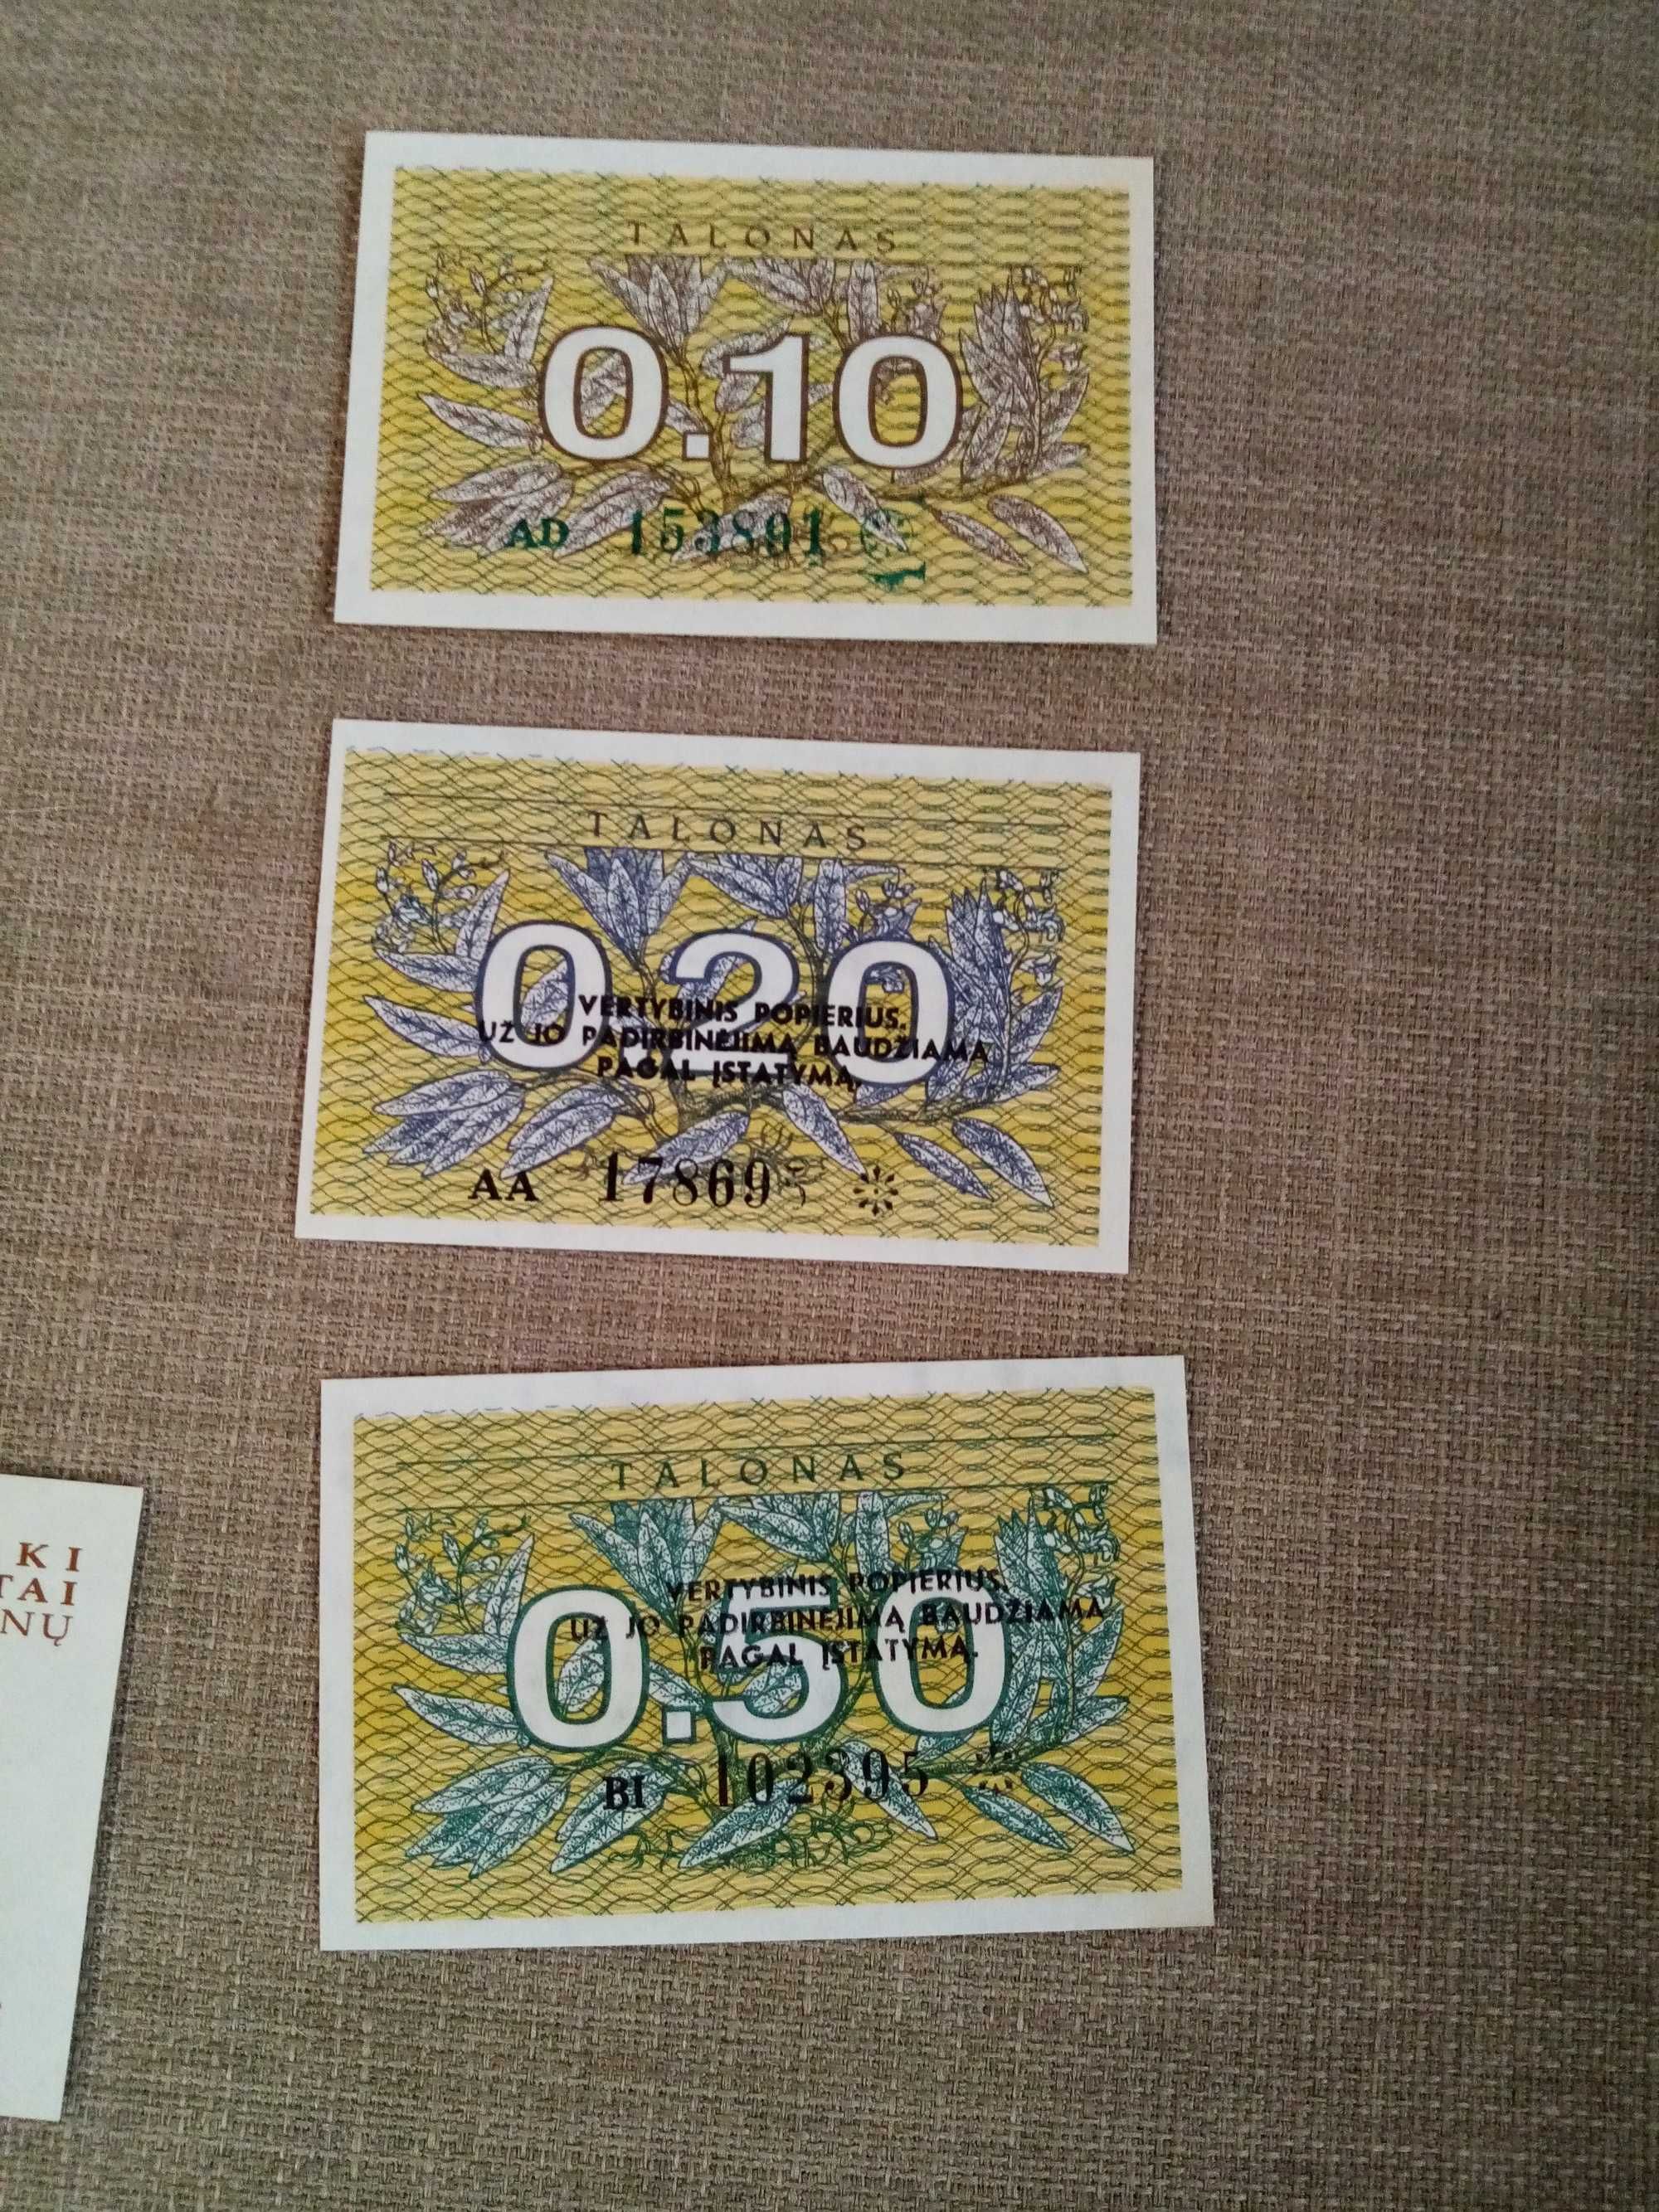 TALONAS
0.10
AD 153801
TALONAS
0.20
VERTYBINIS POPIERIUS.
UŽ JO PADIRBINĖJIMĄ BAUDŽIAMA
PAGAL ĮSTATYMĄ.
AA 17869
TALONAS
0.50
VERTYBINIS POPIERIUS.
UŽ JO PADIRBINĖJIMĄ BAUDŽIAMA
PAGAL ĮSTATYMĄ.
BI 102395
KI
TAI
NŲ